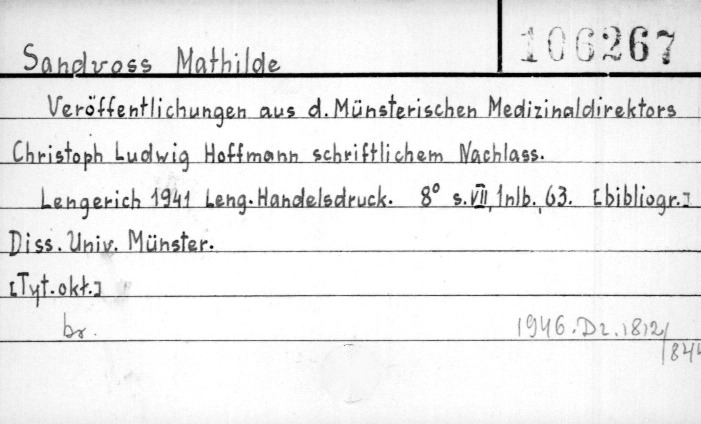 Sandvoss Mathilde
106267
Veröffentlichungen aus d. Münsterischen Medizinaldirektors
Christoph Ludwig Hoffmann schriftlichem Nachlass.
Lengerich 1941 Leng. Handelsdruck. 8° s. VII, 1nlb., 63. [bibliogr.]
Diss. Univ. Münster.
[Tyt. okł.]
br.
1946. Dz. 1812/
/844